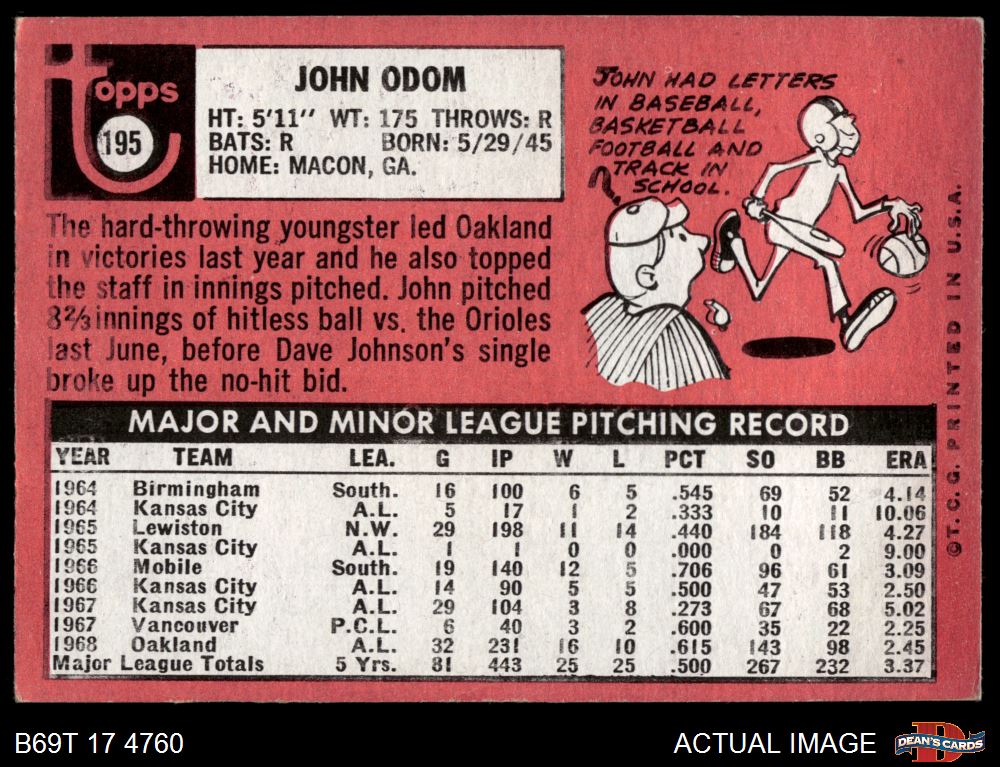 topps
195
JOHN ODOM
HT: 5'11" WT: 175 THROWS: R
BATS: R BORN: 5/29/45
HOME: MACON, GA.
The hard-throwing youngster led Oakland
in victories last year and he also topped
the staff in innings pitched. John pitched
8⅔ innings of hitless ball vs. the Orioles
last June, before Dave Johnson's single
broke up the no-hit bid.
JOHN HAD LETTERS
IN BASEBALL,
BASKETBALL
FOOTBALL AND
TRACK IN
SCHOOL.
©T.C.G. PRINTED IN U.S.A.
MAJOR AND MINOR LEAGUE PITCHING RECORD
YEAR TEAM LEA. G IP W L PCT SO BB ERA
1964 Birmingham South. 16 100 6 5 .545 69 52 4.14
1964 Kansas City A.L. 5 17 1 2 .333 10 11 10.06
1965 Lewiston N.W. 29 198 11 14 .440 184 118 4.27
1965 Kansas City A.L. 1 1 0 0 .000 0 2 9.00
1966 Mobile South. 19 140 12 5 .706 96 61 3.09
1966 Kansas City A.L. 14 90 5 5 .500 47 53 2.50
1967 Kansas City A.L. 29 104 3 8 .273 67 68 5.02
1967 Vancouver P.C.L. 6 40 3 2 .600 35 22 2.25
1968 Oakland A.L. 32 231 16 10 .615 143 98 2.45
Major League Totals 5 Yrs. 81 443 25 25 .500 267 232 3.37
B69T 17 4760
ACTUAL IMAGE
DEAN'S CARDS